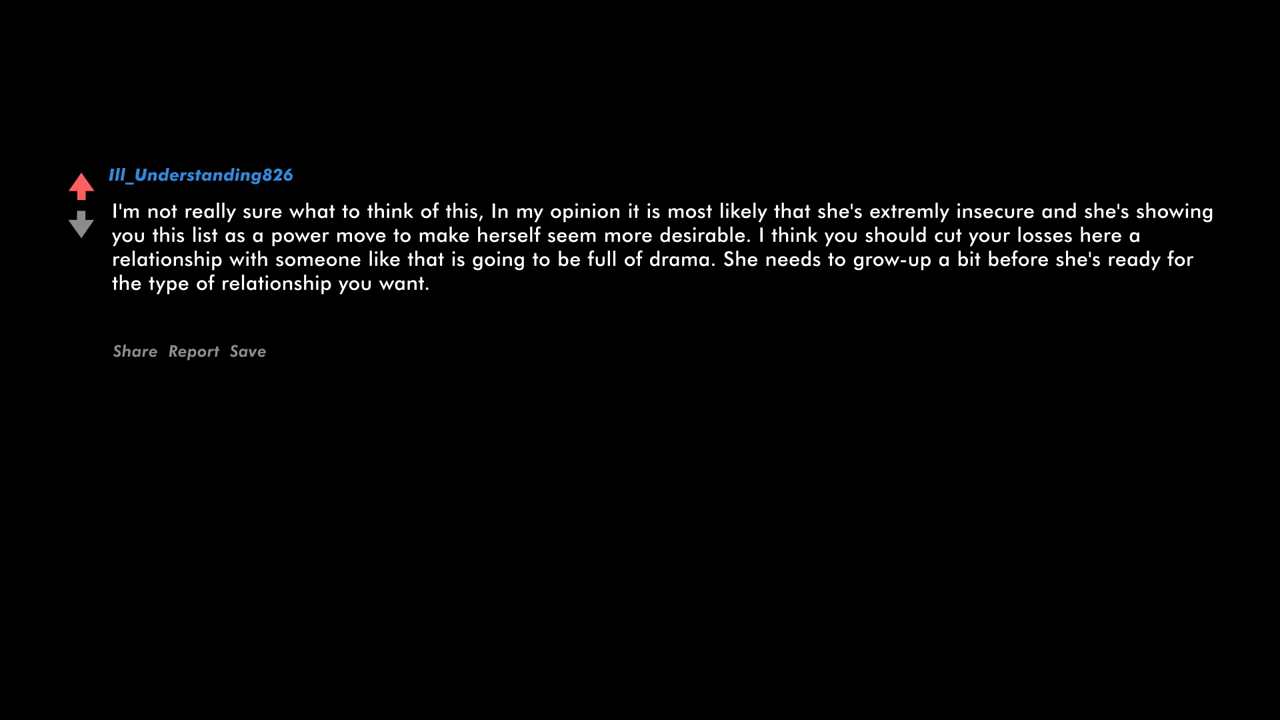 Ill_Understanding826
I'm not really sure what to think of this, In my opinion it is most likely that she's extremly insecure and she's showing
you this list as a power move to make herself seem more desirable. I think you should cut your losses here a
relationship with someone like that is going to be full of drama. She needs to grow-up a bit before she's ready for
the type of relationship you want.
Share Report Save